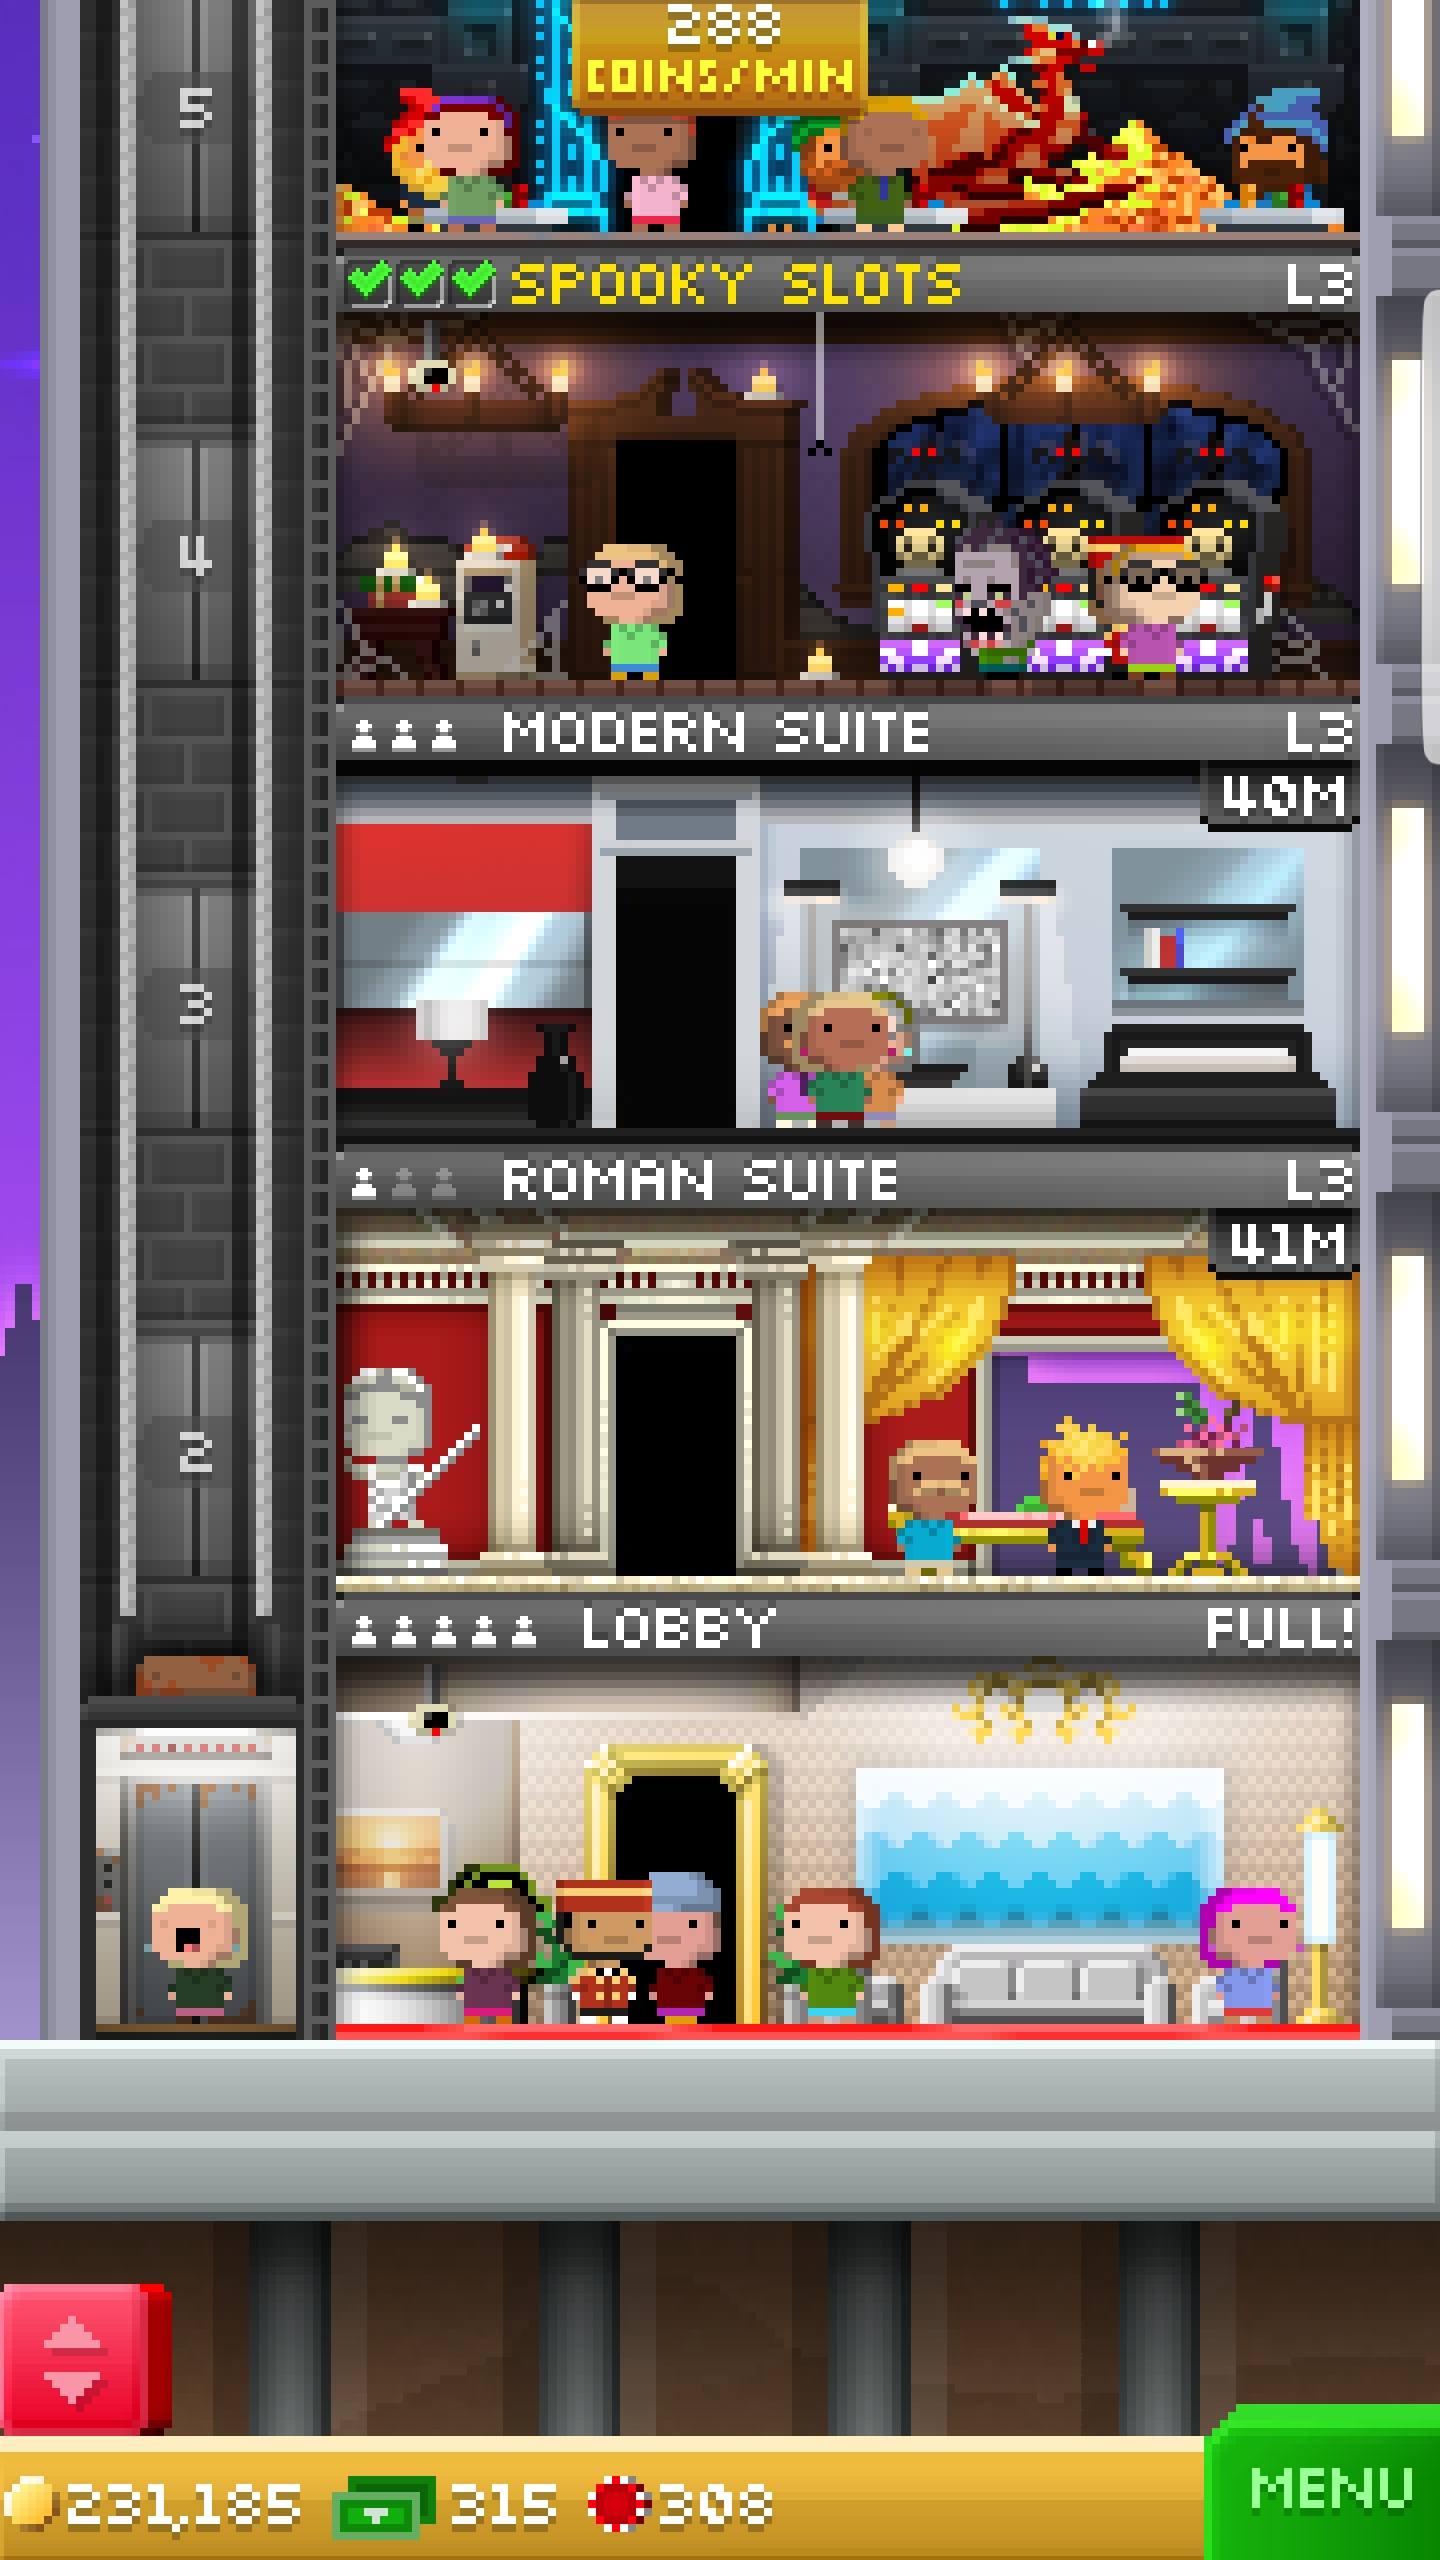 288
COINS/MIN
5
SPOOKY SLOTS L3
4
MODERN SUITE L3
40M
3
ROMAN SUITE L3
41M
2
LOBBY FULL!
231,185 315 308
MENU